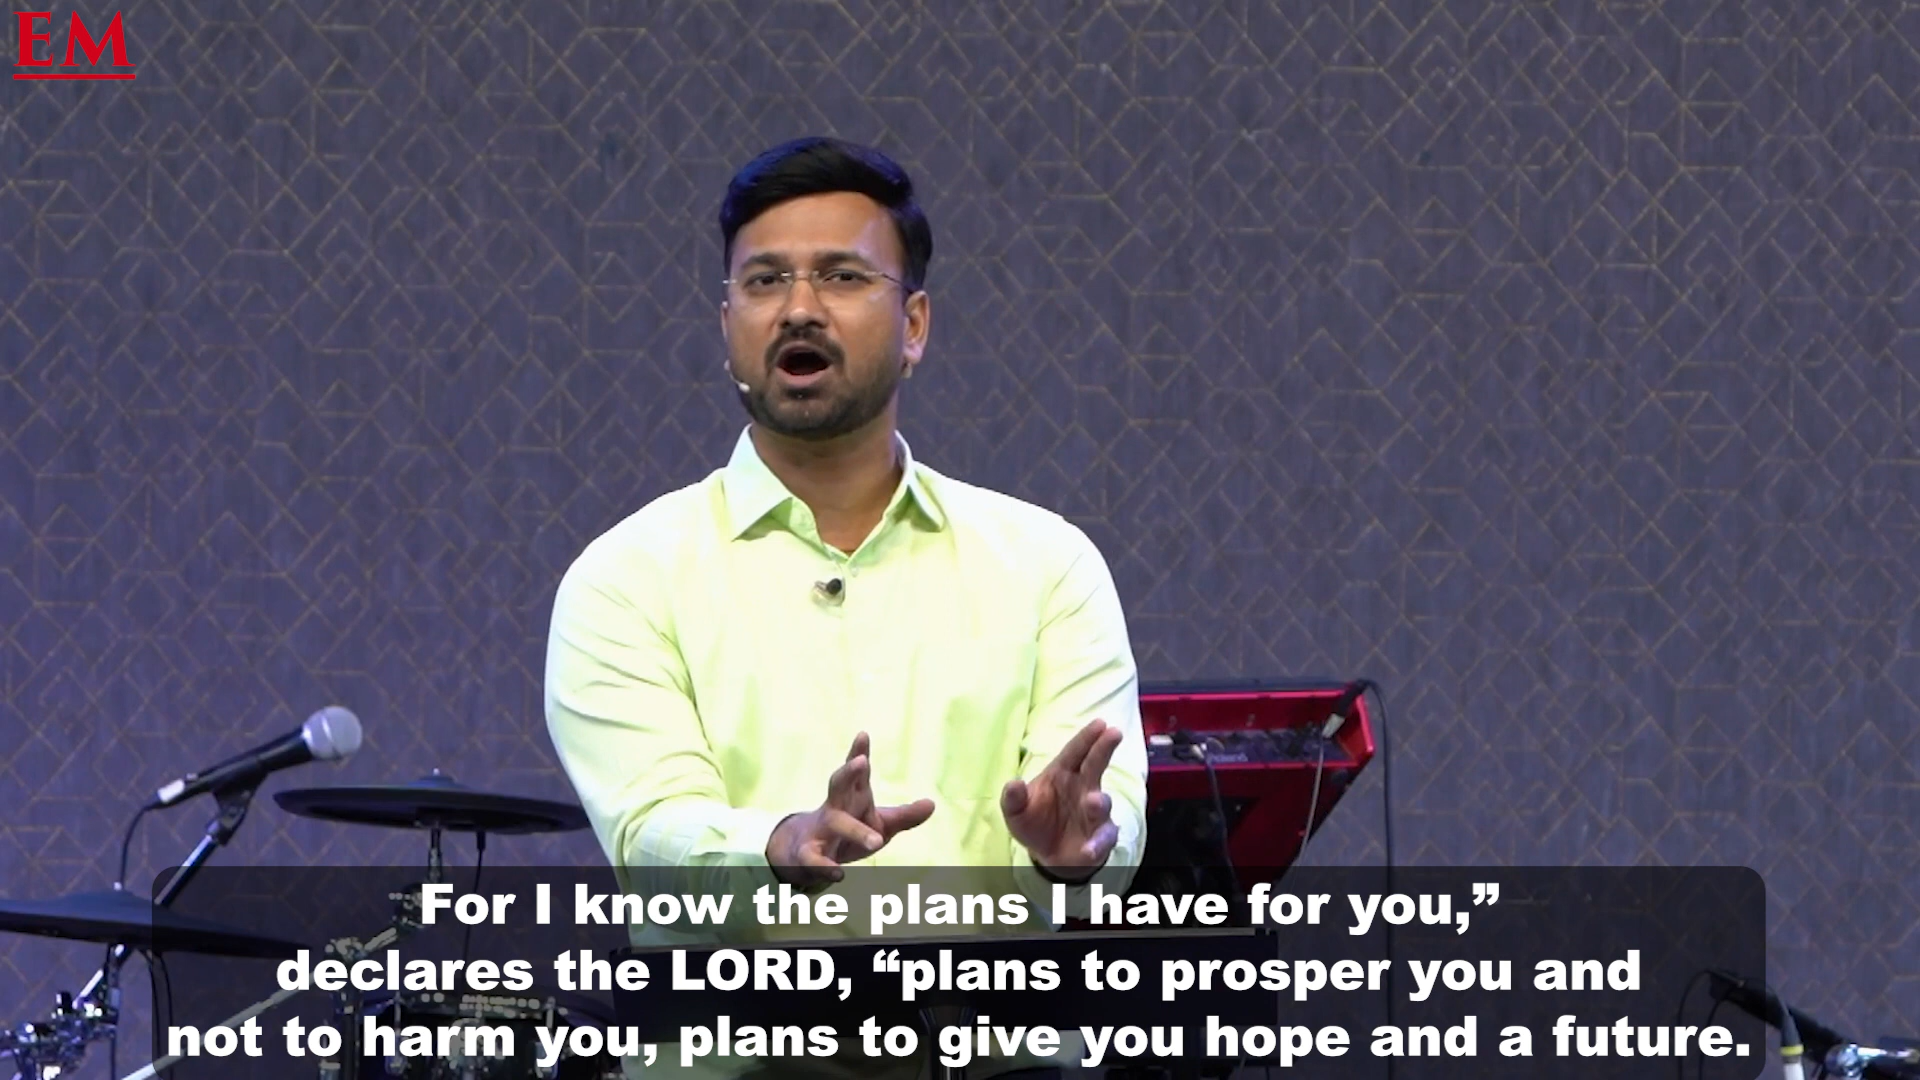 EM
For I know the plans I have for you,”
declares the LORD, “plans to prosper you and
not to harm you, plans to give you hope and a future.